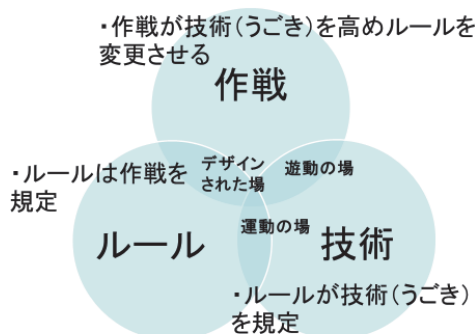 ・作戦が技術(うごき)を高めルールを
変更させる
作戦
・ルールは作戦を
規定
デザイン
された場
遊動の場
運動の場
ルール
技術
・ルールが技術(うごき)
を規定